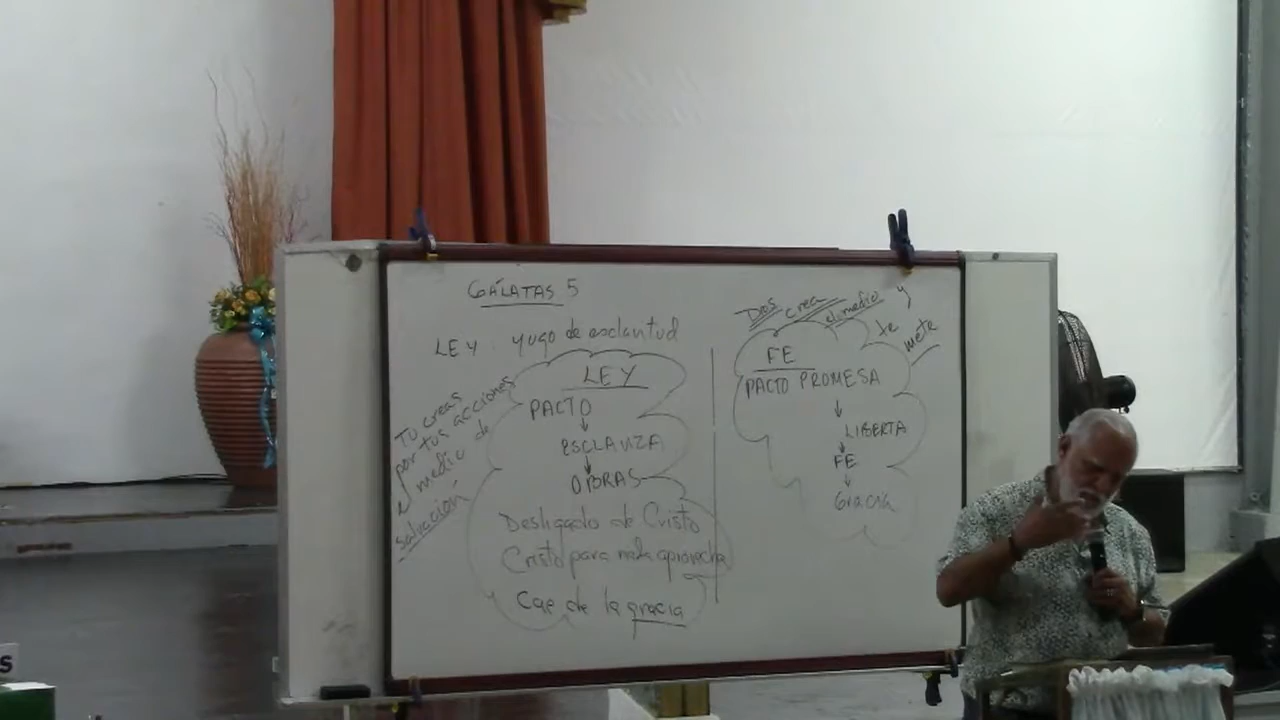 GÁLATAS 5
LEY . yugo de esclavitud
Tú creas
por tus acciones
el medio de
salvación
LEY
PACTO
↓
ESCLAVIZA
↓
OBRAS
Desligado de Cristo
Cristo para nada aprovecha
Cae de la gracia
Dios crea el medio y
te mete
FE
PACTO PROMESA
↓
LIBERTA
↓
FE
↓
Gracia
S